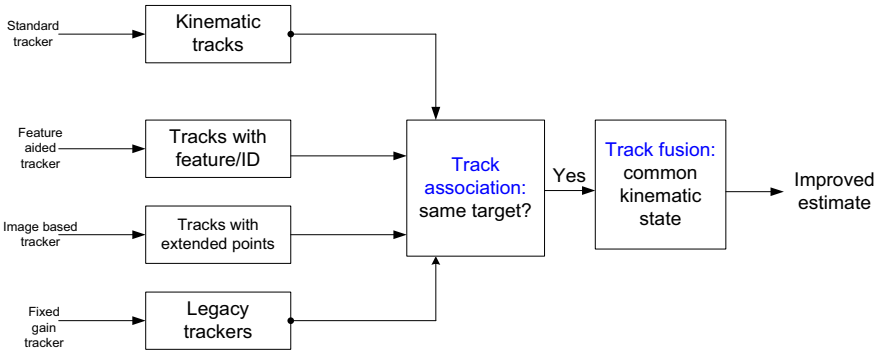 Standard
tracker
Kinematic
tracks
Feature
aided
tracker
Tracks with
feature/ID
Image based
tracker
Tracks with
extended points
Fixed
gain
tracker
Legacy
trackers
Track
association:
same target?
Yes
Track fusion:
common
kinematic
state
Improved
estimate